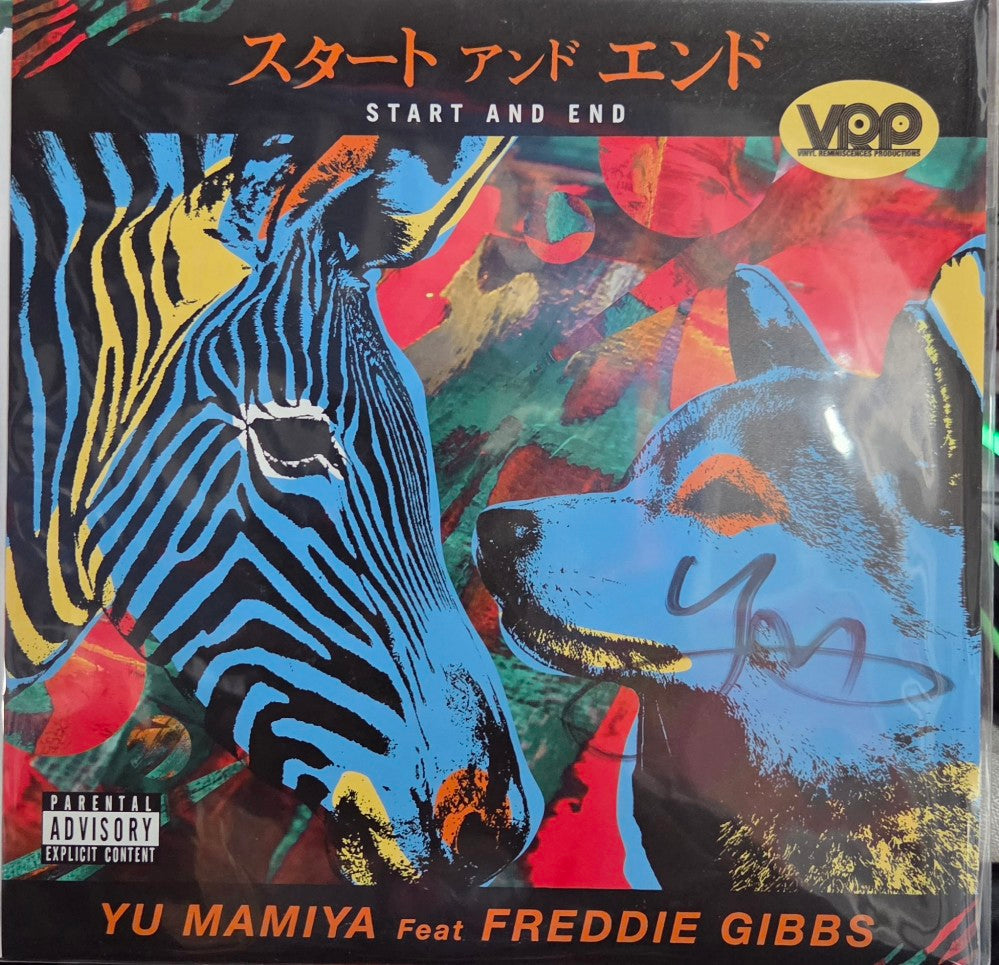 スタート アンド エンド
START AND END
VRP
VINYL REMINISCENCES PRODUCTIONS
PARENTAL
ADVISORY
EXPLICIT CONTENT
YU MAMIYA Feat FREDDIE GIBBS